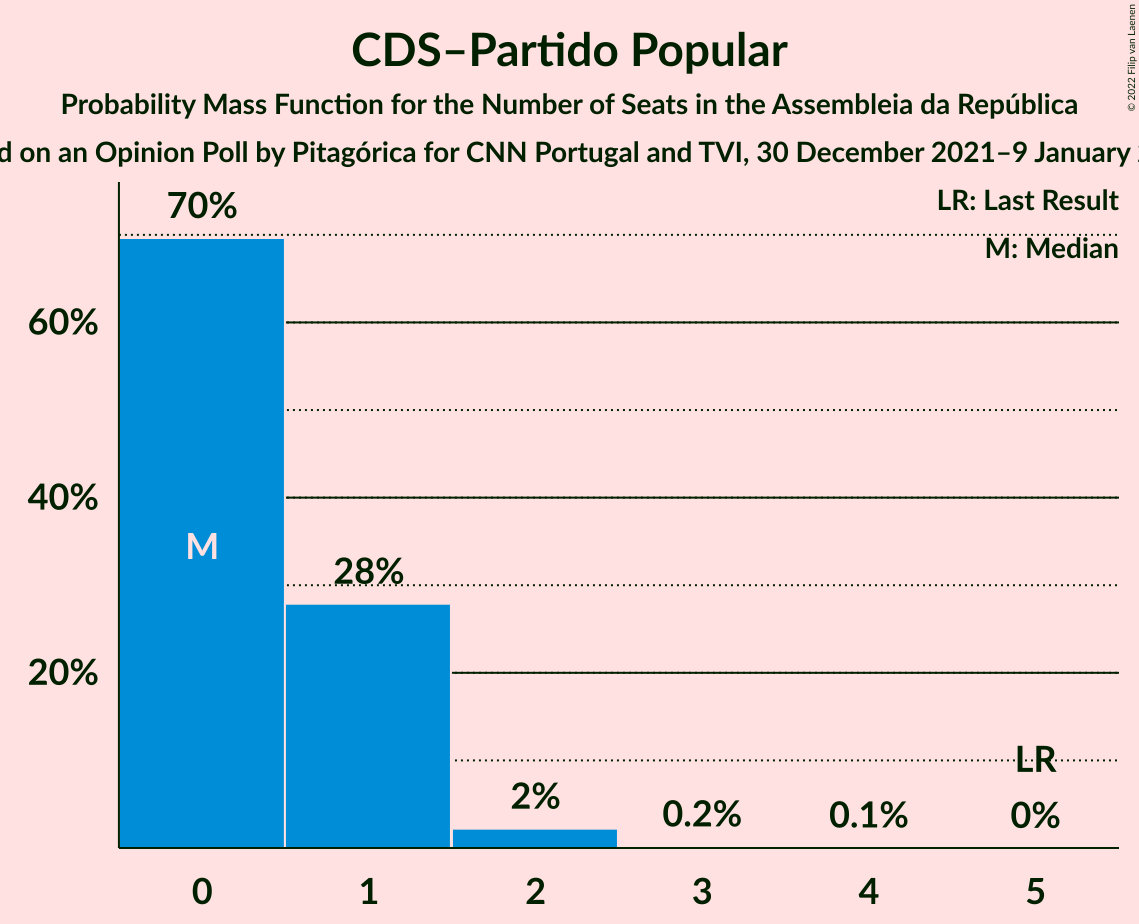 CDS–Partido Popular
Probability Mass Function for the Number of Seats in the Assembleia da República
d on an Opinion Poll by Pitagórica for CNN Portugal and TVI, 30 December 2021–9 January
© 2022 Filip van Laenen
LR: Last Result
M: Median
70%
60%
40%
20%
M
28%
2%
0.2%
0.1%
LR
0%
0 1 2 3 4 5